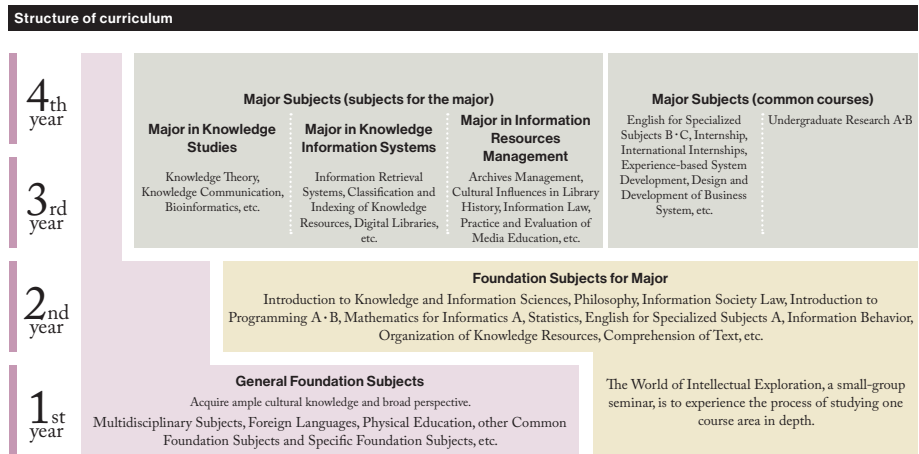 Structure of curriculum
4th
year
Major Subjects (subjects for the major)
Major in Knowledge
Studies
Knowledge Theory,
Knowledge Communication,
Bioinformatics, etc.
Major in Knowledge
Information Systems
Information Retrieval
Systems, Classification and
Indexing of Knowledge
Resources, Digital Libraries,
etc.
Major in Information
Resources
Management
Archives Management,
Cultural Influences in Library
History, Information Law,
Practice and Evaluation of
Media Education, etc.
Major Subjects (common courses)
English for Specialized
Subjects B・C, Internship,
International Internships,
Experience-based System
Development, Design and
Development of Business
System, etc.
Undergraduate Research A・B
3rd
year
2nd
year
Foundation Subjects for Major
Introduction to Knowledge and Information Sciences, Philosophy, Information Society Law, Introduction to
Programming A・B, Mathematics for Informatics A, Statistics, English for Specialized Subjects A, Information Behavior,
Organization of Knowledge Resources, Comprehension of Text, etc.
1st
year
General Foundation Subjects
Acquire ample cultural knowledge and broad perspective.
Multidisciplinary Subjects, Foreign Languages, Physical Education, other Common
Foundation Subjects and Specific Foundation Subjects, etc.
The World of Intellectual Exploration, a small-group
seminar, is to experience the process of studying one
course area in depth.